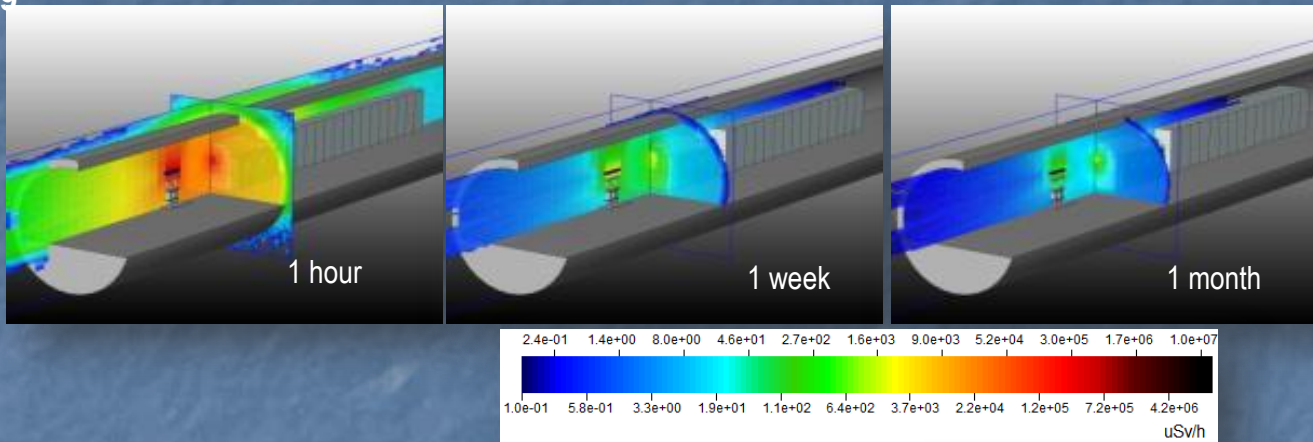 g
1 hour
1 week
1 month
2.4e-01 1.4e+00 8.0e+00 4.6e+01 2.7e+02 1.6e+03 9.0e+03 5.2e+04 3.0e+05 1.7e+06 1.0e+07
1.0e-01 5.8e-01 3.3e+00 1.9e+01 1.1e+02 6.4e+02 3.7e+03 2.2e+04 1.2e+05 7.2e+05 4.2e+06
uSv/h